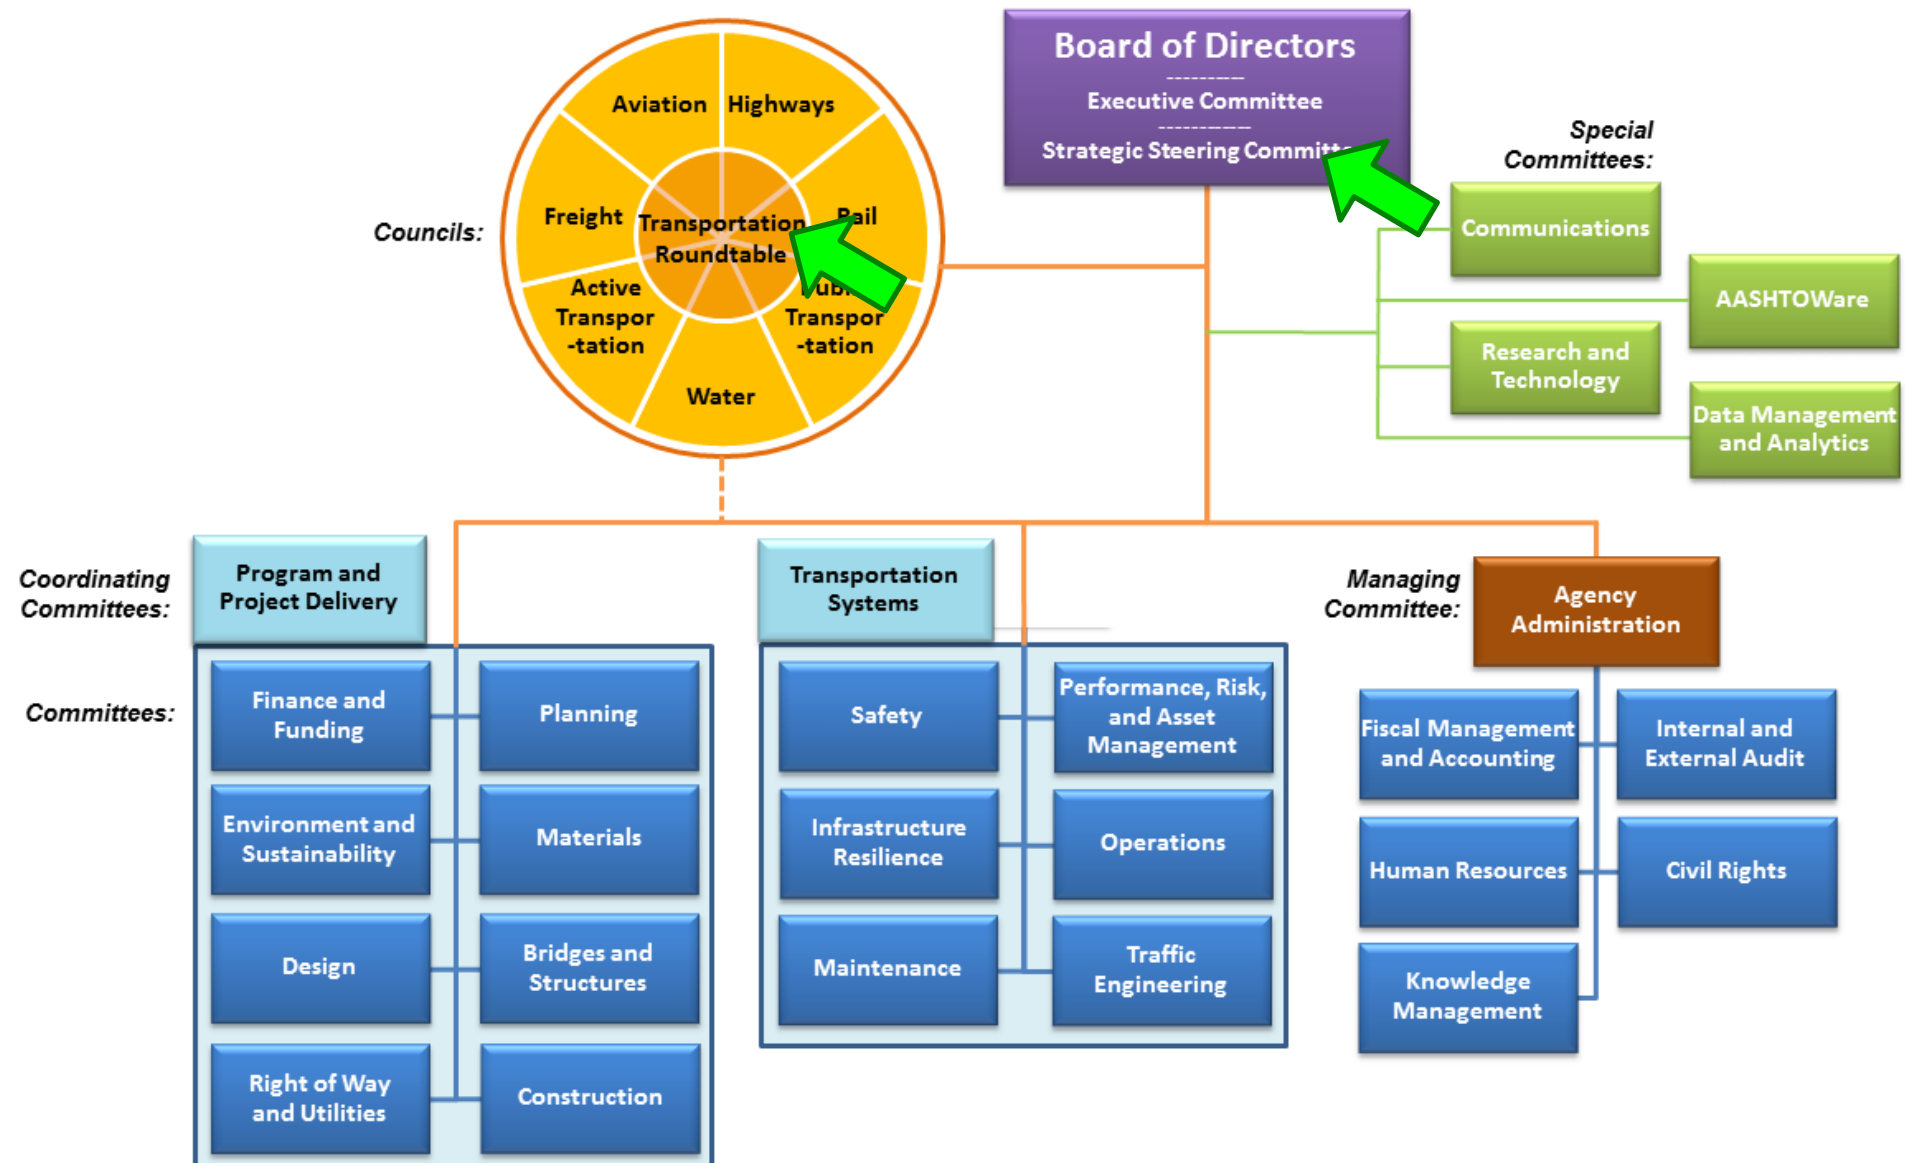 Board of Directors
----------
Executive Committee
------------
Strategic Steering
Special
Committees:
Communications
AASHTOWare
Research and
Technology
Data Management
and Analytics
Councils:
Aviation
Highways
Freight
Transportation
Roundtable
Active
Transpor
-tation
Transpor
-tation
Water
Coordinating
Committees:
Program and
Project Delivery
Transportation
Systems
Managing
Committee:
Agency
Administration
Committees:
Finance and
Funding
Planning
Environment and
Sustainability
Materials
Design
Bridges and
Structures
Right of Way
and Utilities
Construction
Safety
Performance, Risk,
and Asset
Management
Infrastructure
Resilience
Operations
Maintenance
Traffic
Engineering
Fiscal Management
and Accounting
Internal and
External Audit
Human Resources
Civil Rights
Knowledge
Management